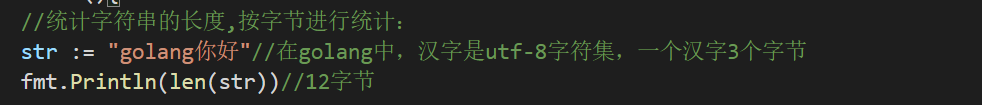 //统计字符串的长度,按字节进行统计：
str := "golang你好"//在golang中，汉字是utf-8字符集，一个汉字3个字节
fmt.Println(len(str))//12字节